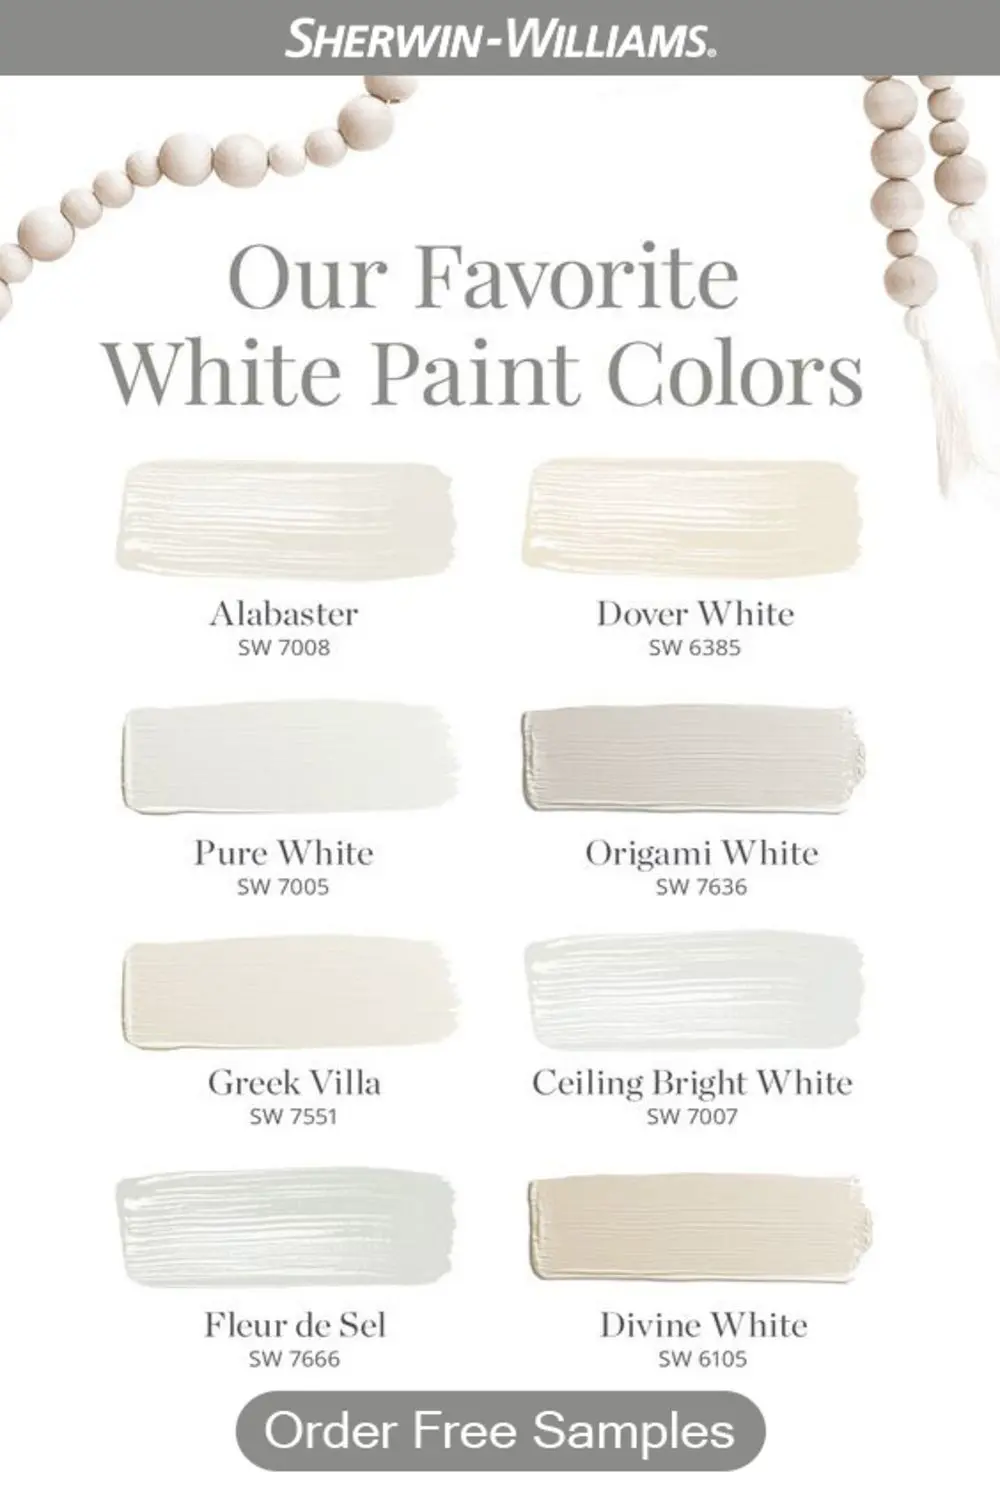 SHERWIN-WILLIAMS®
Our Favorite
White Paint Colors
Alabaster
SW 7008
Dover White
SW 6385
Pure White
SW 7005
Origami White
SW 7636
Greek Villa
SW 7551
Ceiling Bright White
SW 7007
Fleur de Sel
SW 7666
Divine White
SW 6105
Order Free Samples